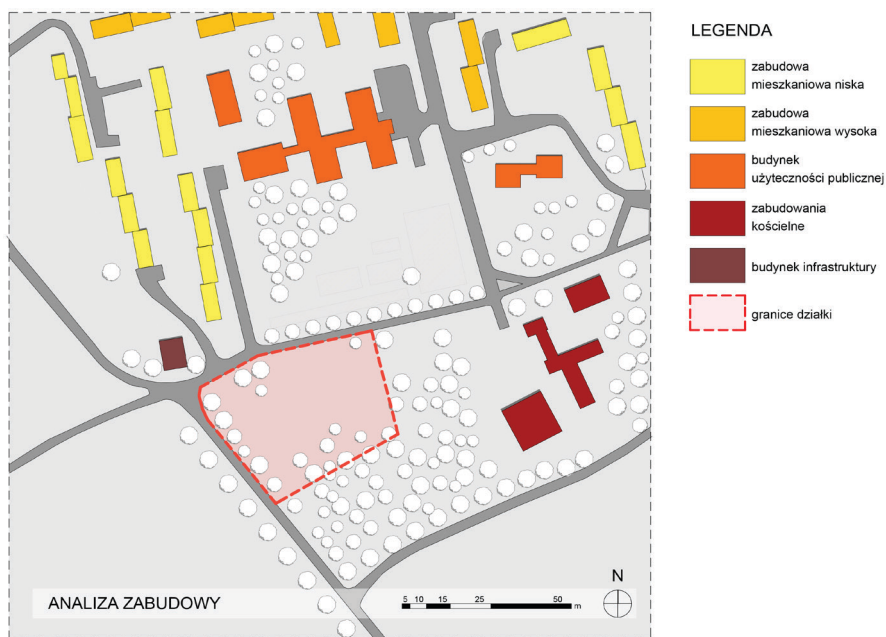 LEGENDA
zabudowa
mieszkaniowa niska
zabudowa
mieszkaniowa wysoka
budynek
użyteczności publicznej
zabudowania
kościelne
budynek infrastruktury
granice działki
ANALIZA ZABUDOWY
5 10 15 25 50
m
N